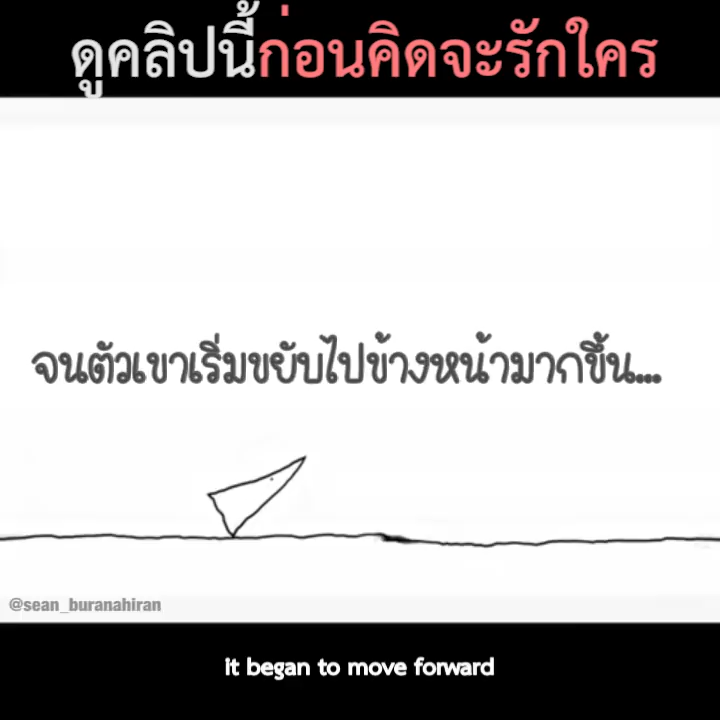 ดูคลิปนี้ก่อนคิดจะรักใคร
จนตัวเขาเริ่มขยับไปข้างหน้ามากขึ้น...
@sean_buranahiran
it began to move forward